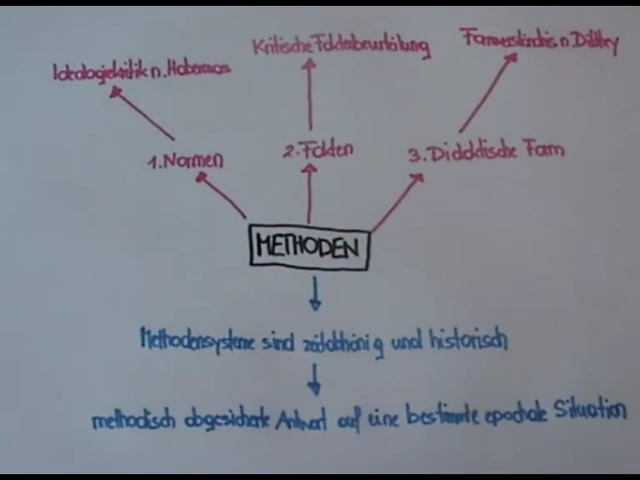 Ideologiekritik n. Habermas
Kritische Faktenbeurteilung
Formverständnis n. Dilthey
1. Normen
2. Fakten
3. Didaktische Form
METHODEN
Methodensysteme sind zeitabhängig und historisch
methodisch abgesicherte Antwort auf eine bestimmte epochale Situation